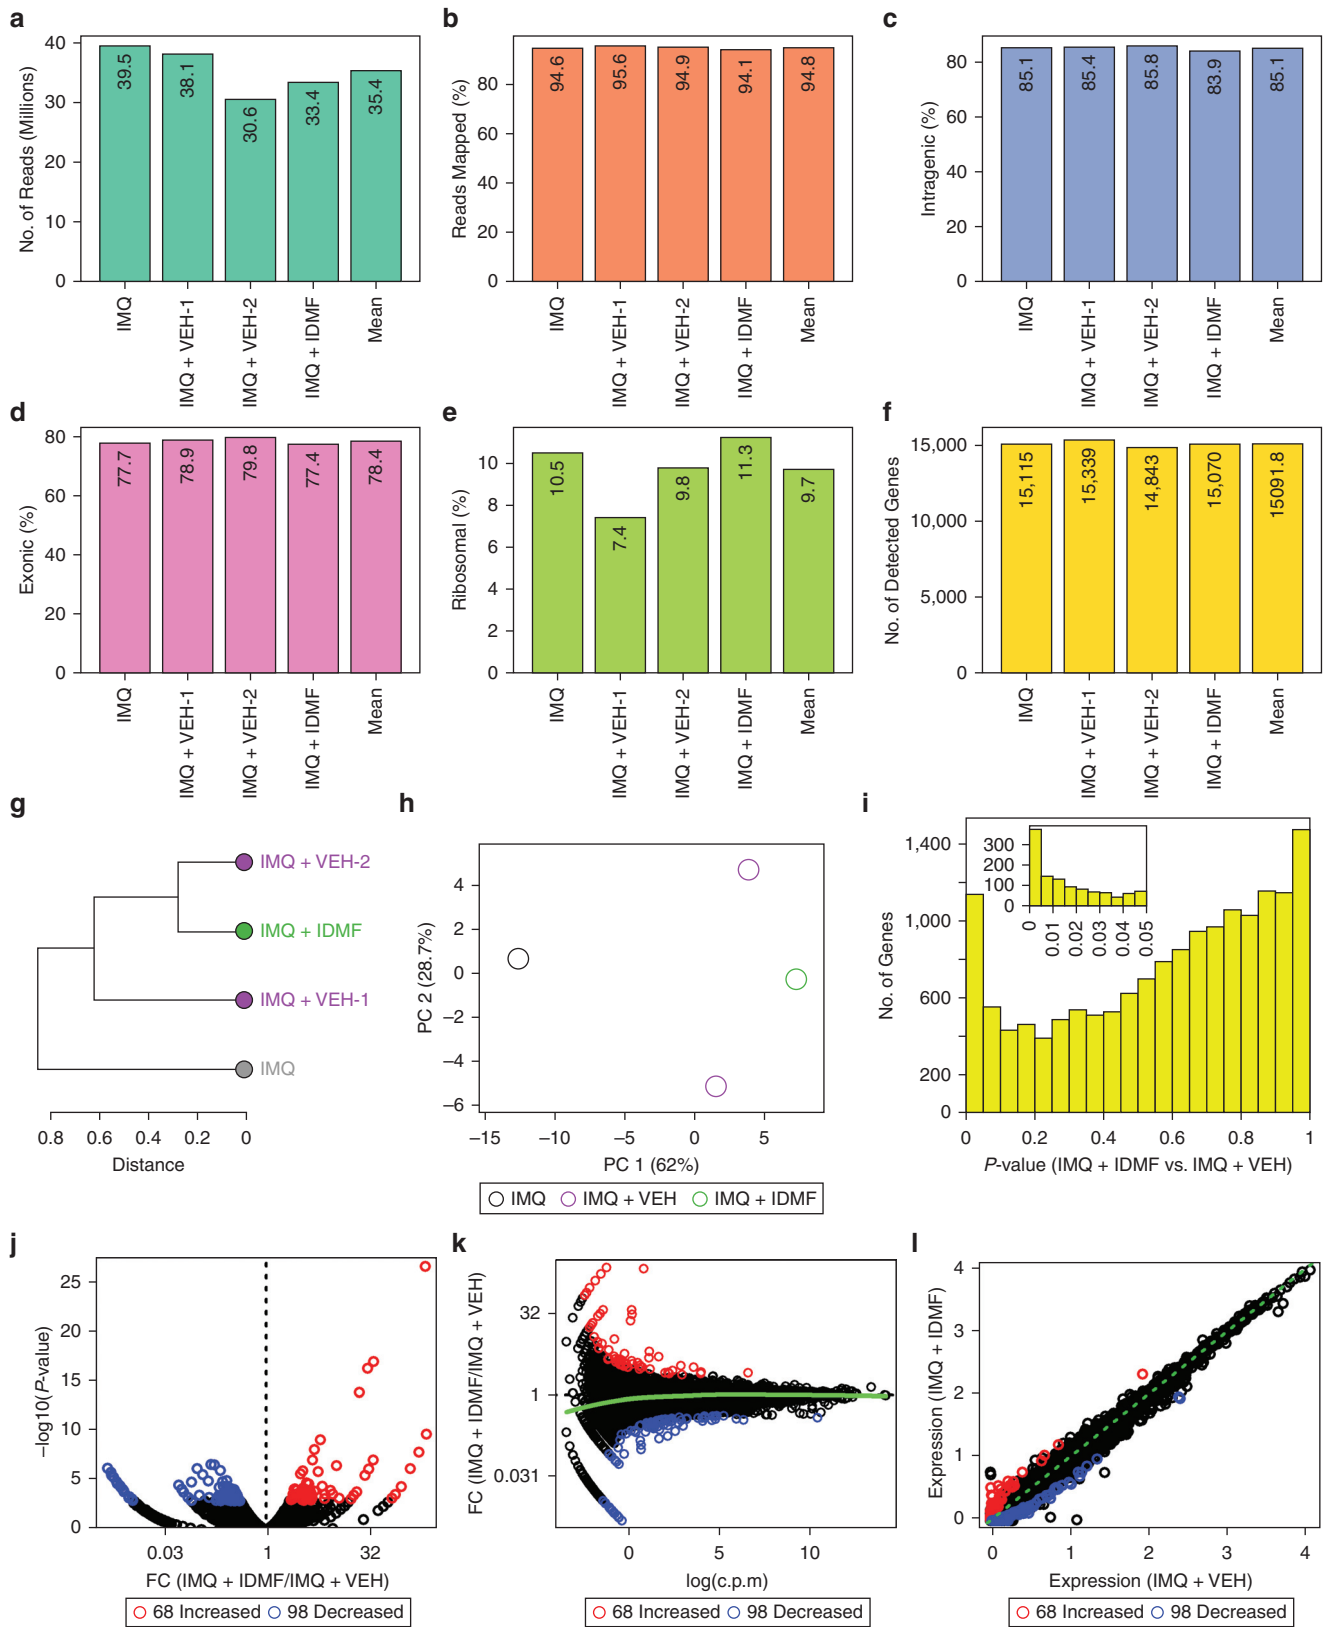 a
No. of Reads (Millions)
40
30
20
10
0
39.5
38.1
30.6
33.4
35.4
IMQ
IMQ + VEH-1
IMQ + VEH-2
IMQ + IDMF
Mean
b
Reads Mapped (%)
80
60
40
20
0
94.6
95.6
94.9
94.1
94.8
IMQ
IMQ + VEH-1
IMQ + VEH-2
IMQ + IDMF
Mean
c
Intragenic (%)
80
60
40
20
0
85.1
85.4
85.8
83.9
85.1
IMQ
IMQ + VEH-1
IMQ + VEH-2
IMQ + IDMF
Mean
d
Exonic (%)
80
60
40
20
0
77.7
78.9
79.8
77.4
78.4
IMQ
IMQ + VEH-1
IMQ + VEH-2
IMQ + IDMF
Mean
e
Ribosomal (%)
10
8
6
4
2
0
10.5
7.4
9.8
11.3
9.7
IMQ
IMQ + VEH-1
IMQ + VEH-2
IMQ + IDMF
Mean
f
No. of Detected Genes
15,000
10,000
5,000
0
15,115
15,339
14,843
15,070
15091.8
IMQ
IMQ + VEH-1
IMQ + VEH-2
IMQ + IDMF
Mean
g
IMQ + VEH-2
IMQ + IDMF
IMQ + VEH-1
IMQ
0.8 0.6 0.4 0.2 0
Distance
h
PC 2 (28.7%)
4
2
0
−2
−4
−6
−15 −10 −5 0 5
PC 1 (62%)
IMQ IMQ + VEH IMQ + IDMF
i
No. of Genes
1,400
1,000
600
200
0
300
200
100
0
0 0.01 0.02 0.03 0.04 0.05
0 0.2 0.4 0.6 0.8 1
P-value (IMQ + IDMF vs. IMQ + VEH)
j
−log10(P-value)
25
20
15
10
5
0
0.03 1 32
FC (IMQ + IDMF/IMQ + VEH)
68 Increased 98 Decreased
k
FC (IMQ + IDMF/IMQ + VEH)
32
1
0.031
0 5 10
log(c.p.m)
68 Increased 98 Decreased
l
Expression (IMQ + IDMF)
4
3
2
1
0
0 1 2 3 4
Expression (IMQ + VEH)
68 Increased 98 Decreased